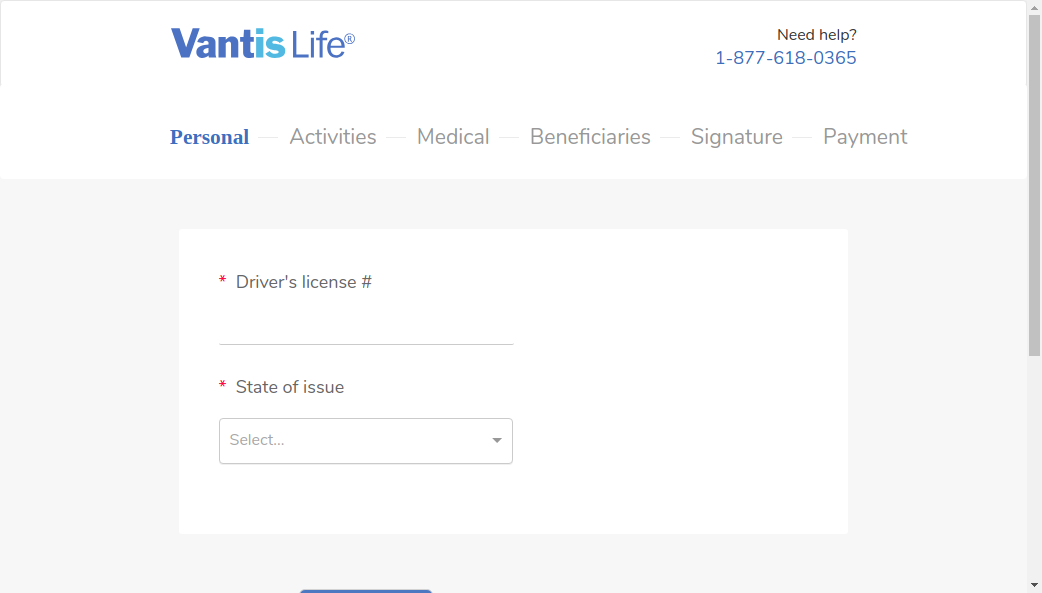 Vantis Life®
Need help?
1-877-618-0365
Personal Activities Medical Beneficiaries Signature Payment
* Driver's license #
* State of issue
Select...